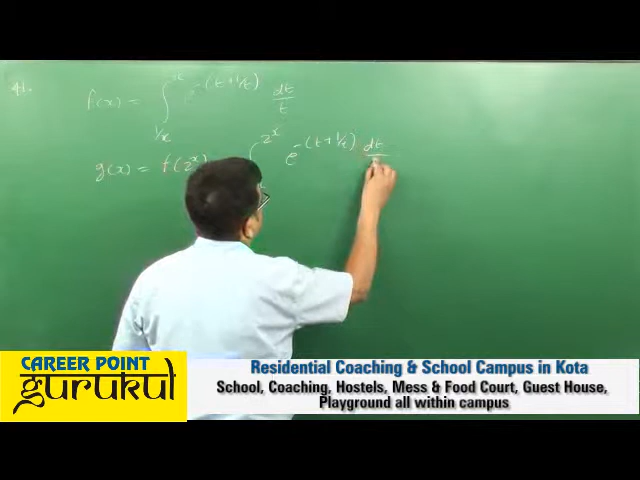 41.
f(x) = ∫_{1/x}^{x} e^{-(t+1/t)} dt/t
g(x) = f(2^x) ∫^{2^x} e^{-(t+1/t)} dt
CAREER POINT
gurukul
Residential Coaching & School Campus in Kota
School, Coaching, Hostels, Mess & Food Court, Guest House,
Playground all within campus